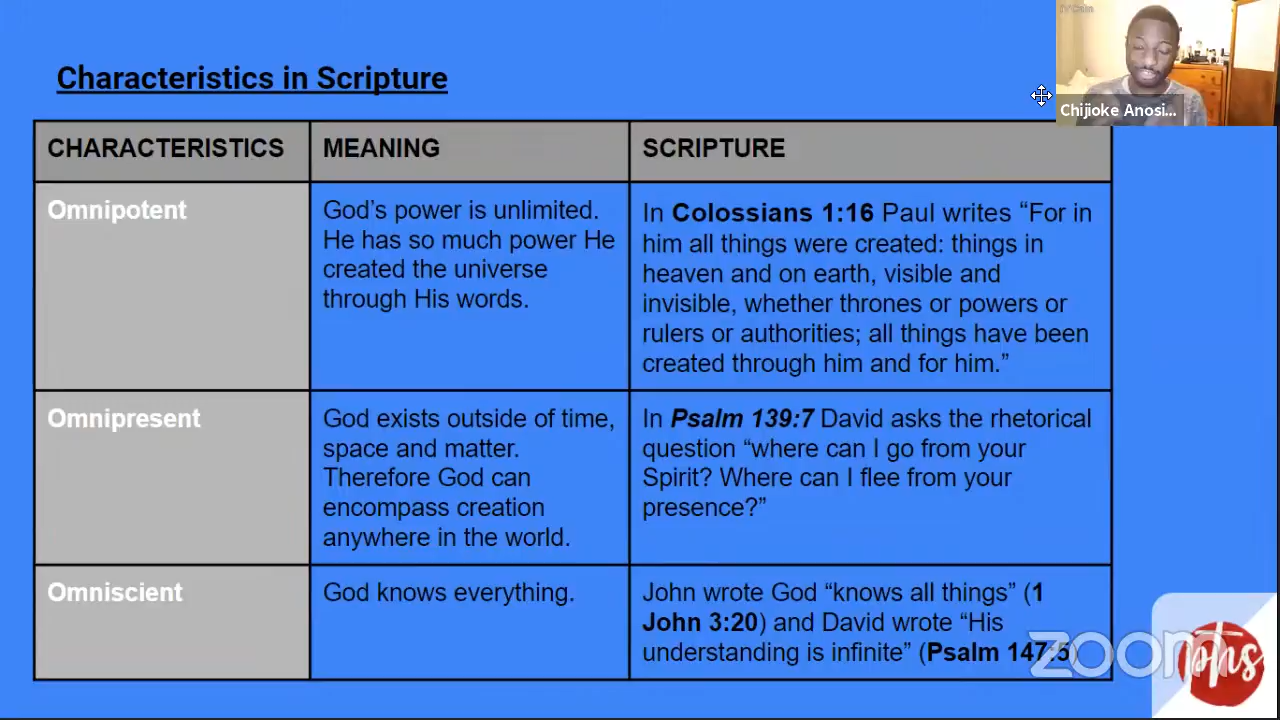 Characteristics in Scripture
Chijioke Anosi...
CHARACTERISTICS
MEANING
SCRIPTURE
Omnipotent
God’s power is unlimited.
He has so much power He
created the universe
through His words.
In Colossians 1:16 Paul writes “For in
him all things were created: things in
heaven and on earth, visible and
invisible, whether thrones or powers or
rulers or authorities; all things have been
created through him and for him.”
Omnipresent
God exists outside of time,
space and matter.
Therefore God can
encompass creation
anywhere in the world.
In Psalm 139:7 David asks the rhetorical
question “where can I go from your
Spirit? Where can I flee from your
presence?”
Omniscient
God knows everything.
John wrote God “knows all things” (1
John 3:20) and David wrote “His
understanding is infinite” (Psalm 147:5)
zoom
phs